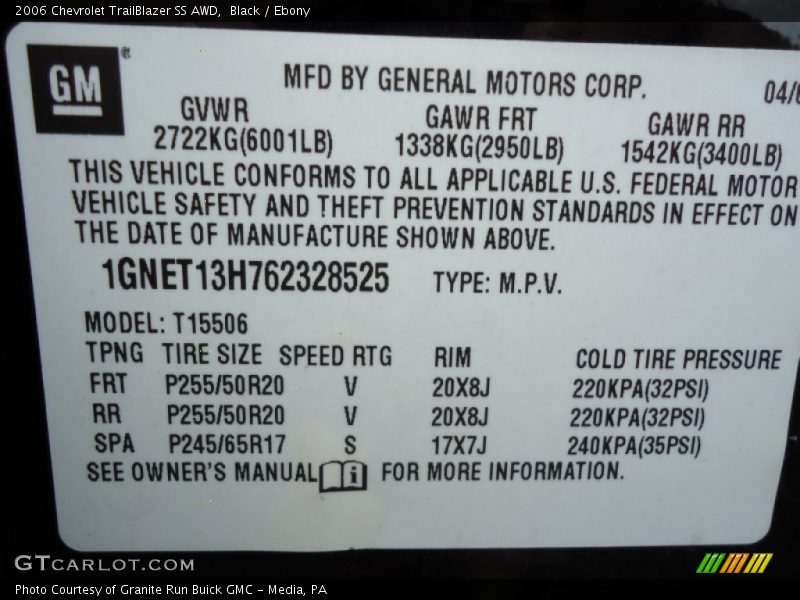 2006 Chevrolet TrailBlazer SS AWD, Black / Ebony
GM ®
MFD BY GENERAL MOTORS CORP. 04/
GVWR GAWR FRT GAWR RR
2722KG(6001LB) 1338KG(2950LB) 1542KG(3400LB)
THIS VEHICLE CONFORMS TO ALL APPLICABLE U.S. FEDERAL MOTOR
VEHICLE SAFETY AND THEFT PREVENTION STANDARDS IN EFFECT ON
THE DATE OF MANUFACTURE SHOWN ABOVE.
1GNET13H762328525 TYPE: M.P.V.
MODEL: T15506
TPNG TIRE SIZE SPEED RTG RIM COLD TIRE PRESSURE
FRT P255/50R20 V 20X8J 220KPA(32PSI)
RR P255/50R20 V 20X8J 220KPA(32PSI)
SPA P245/65R17 S 17X7J 240KPA(35PSI)
SEE OWNER'S MANUAL i FOR MORE INFORMATION.
GTCARLOT.COM
Photo Courtesy of Granite Run Buick GMC - Media, PA